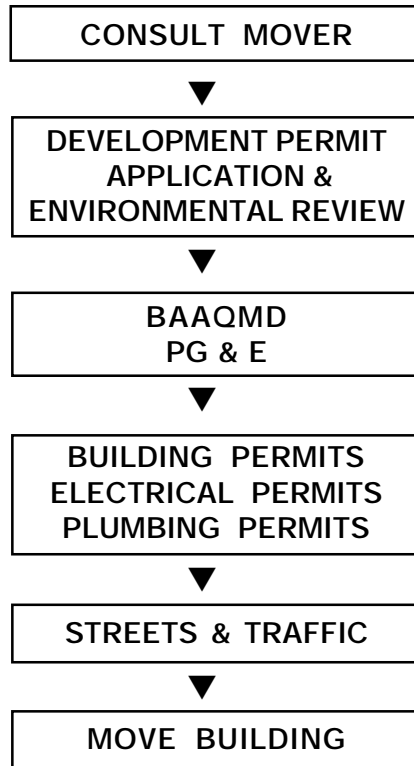 CONSULT MOVER
DEVELOPMENT PERMIT
APPLICATION &
ENVIRONMENTAL REVIEW
BAAQMD
PG & E
BUILDING PERMITS
ELECTRICAL PERMITS
PLUMBING PERMITS
STREETS & TRAFFIC
MOVE BUILDING